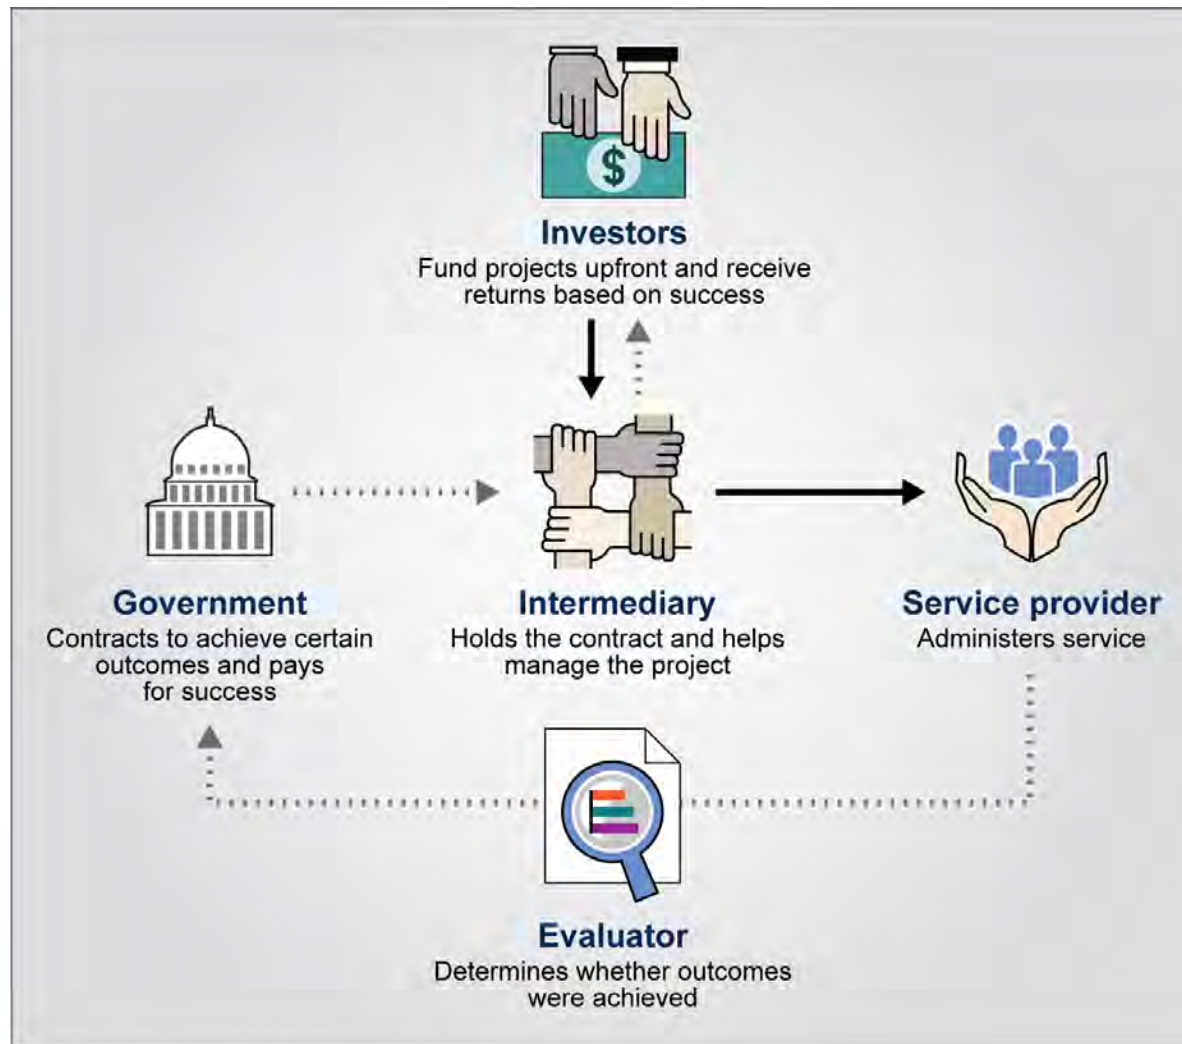 $
Investors
Fund projects upfront and receive
returns based on success
Government
Contracts to achieve certain
outcomes and pays
for success
Intermediary
Holds the contract and helps
manage the project
Service provider
Administers service
Evaluator
Determines whether outcomes
were achieved